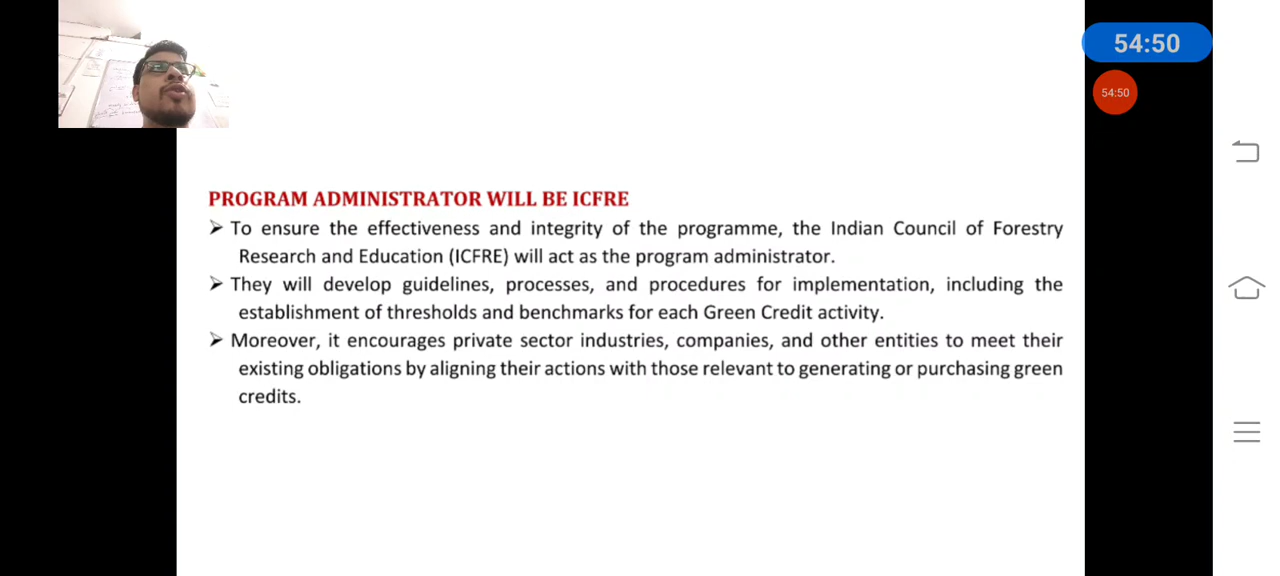 54:50
54:50
PROGRAM ADMINISTRATOR WILL BE ICFRE
➢ To ensure the effectiveness and integrity of the programme, the Indian Council of Forestry
Research and Education (ICFRE) will act as the program administrator.
➢ They will develop guidelines, processes, and procedures for implementation, including the
establishment of thresholds and benchmarks for each Green Credit activity.
➢ Moreover, it encourages private sector industries, companies, and other entities to meet their
existing obligations by aligning their actions with those relevant to generating or purchasing green
credits.